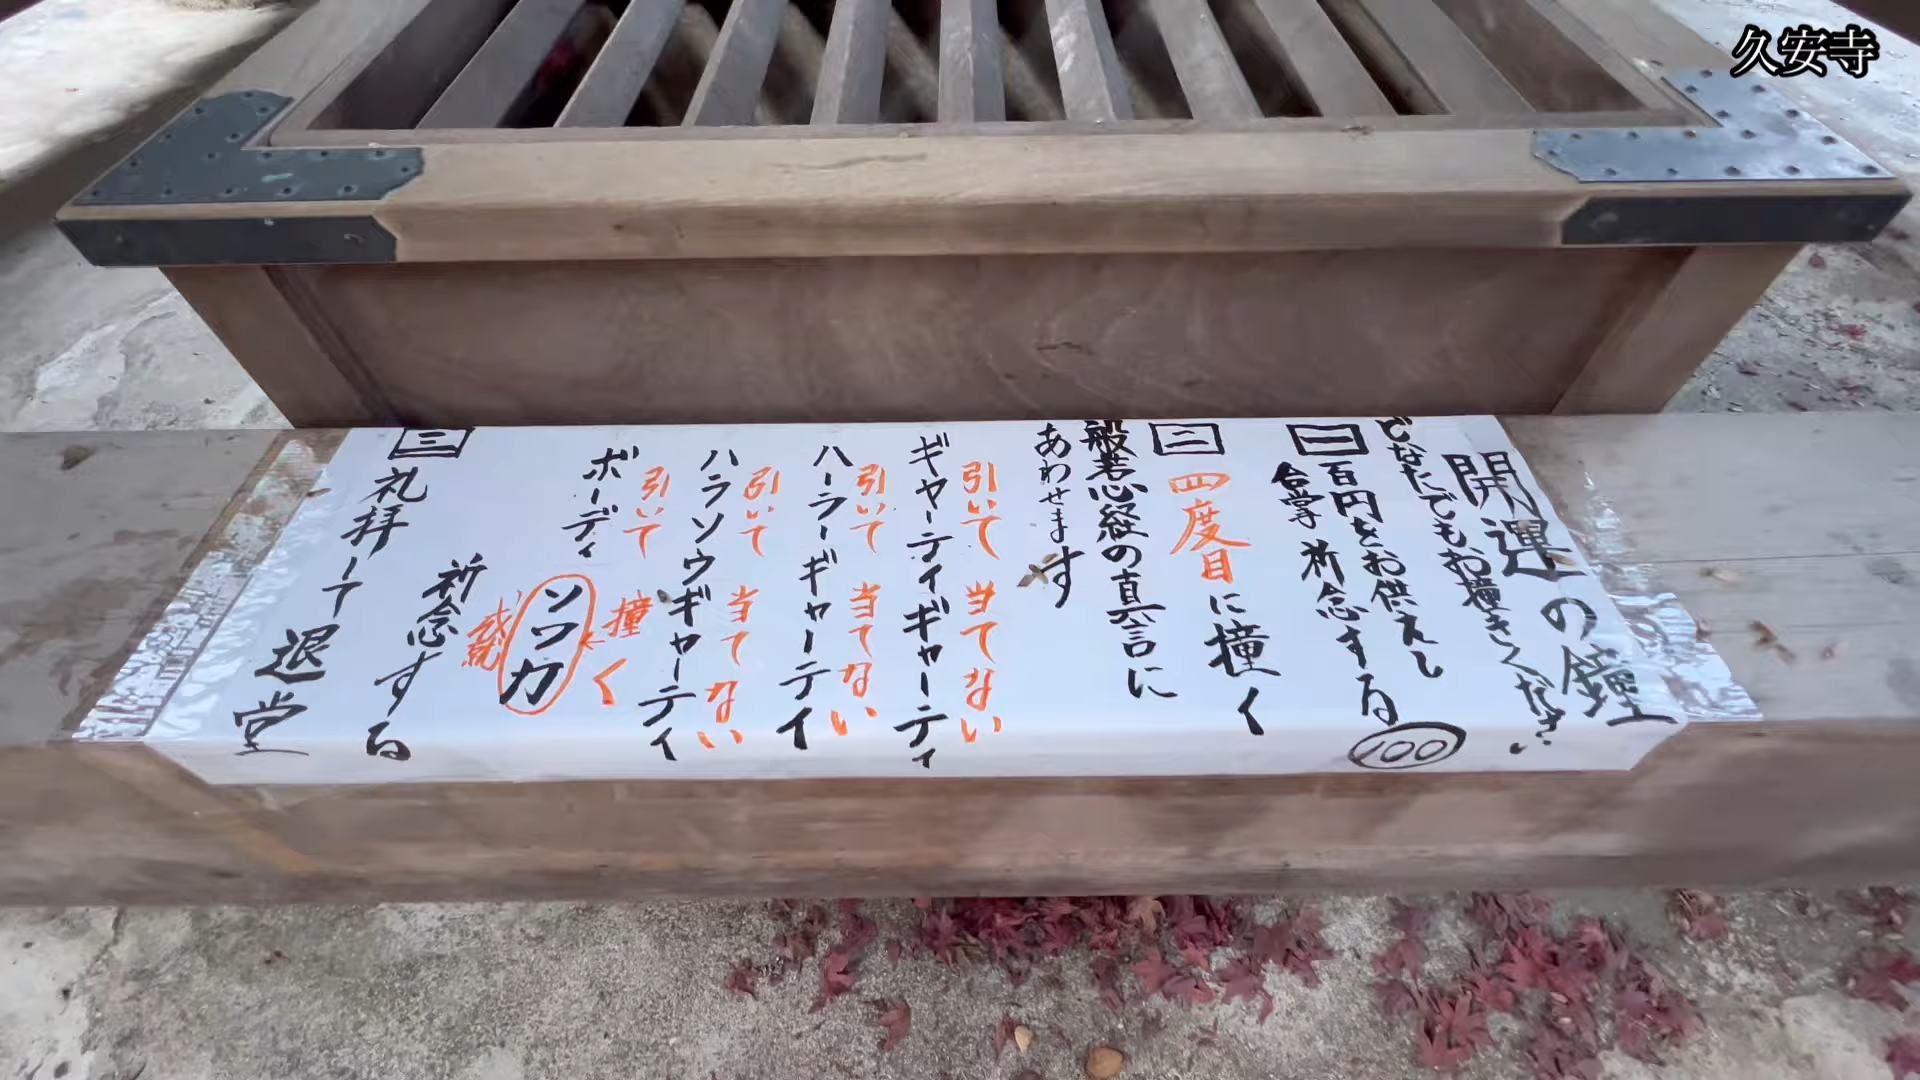 久安寺
開運の鐘
どなたでもお撞きください
一
百円をお供えし
合掌 祈念する
100
二
四度目に撞く
般若心経の真言に
あわせます
引いて 当てない
ギャーティギャーティ
引いて 当てない
ハーラーギャーテイ
引いて 当てない
ハラソウギャーティ
引いて 撞く
ボーディ ソワカ
祈念する
三
礼拝して
退堂